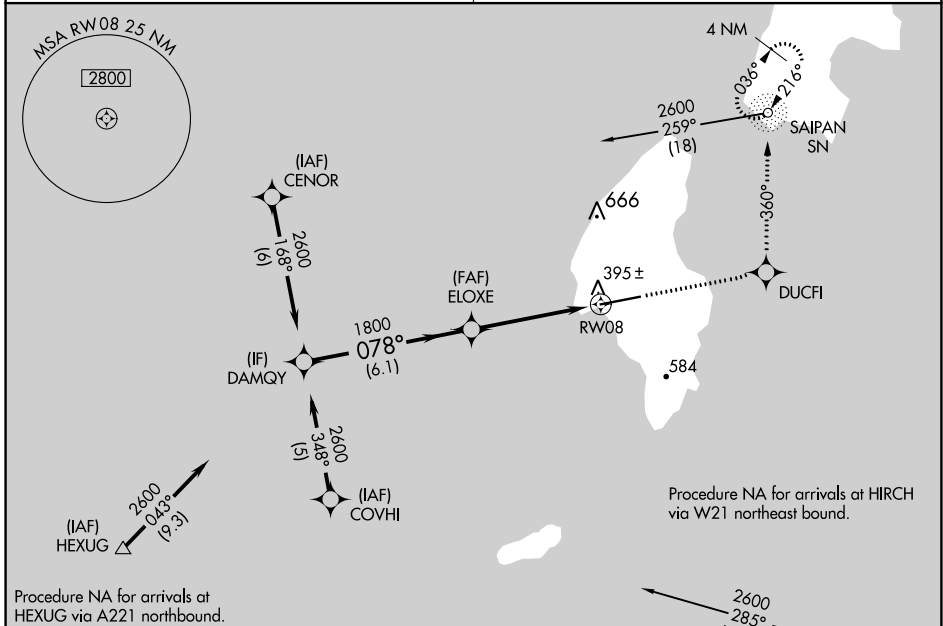 MSA RW08 25 NM
2800
4 NM
036°
216°
SAIPAN
SN
2600
259°
(18)
360°
DUCFI
666
395±
RW08
584
(IAF)
CENOR
2600
168°
(6)
(FAF)
ELOXE
1800
078°
(6.1)
(IF)
DAMQY
2600
348°
(5)
(IAF)
COVHI
2600
043°
(9.3)
(IAF)
HEXUG
Procedure NA for arrivals at HIRCH
via W21 northeast bound.
Procedure NA for arrivals at
HEXUG via A221 northbound.
2600
285°